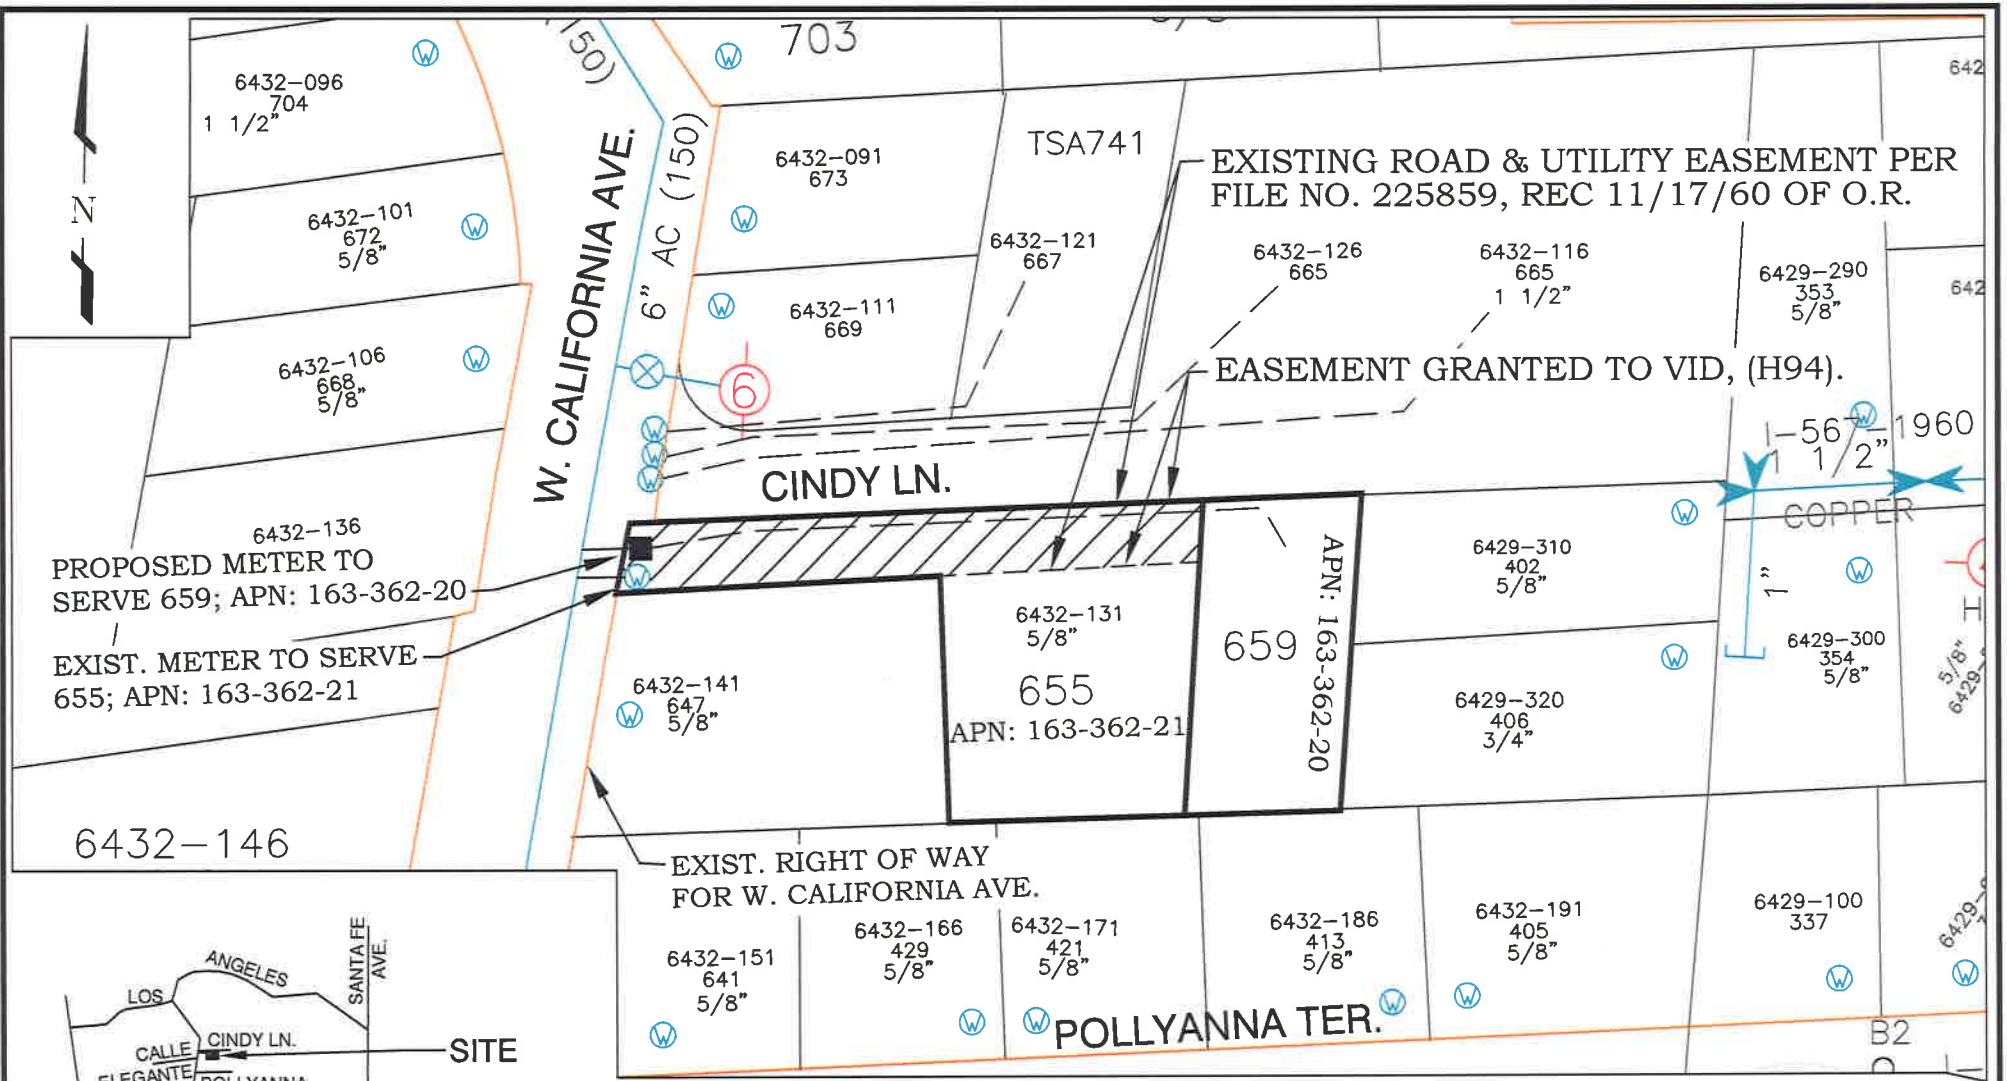 N
6432-096
704
1 1/2"
6432-101
672
5/8"
6432-106
668
5/8"
6432-136
PROPOSED METER TO
SERVE 659; APN: 163-362-20
EXIST. METER TO SERVE
655; APN: 163-362-21
6432-146
W. CALIFORNIA AVE.
150)
6" AC (150)
703
6432-091
673
6432-111
669
TSA741
6432-121
667
EXISTING ROAD & UTILITY EASEMENT PER
FILE NO. 225859, REC 11/17/60 OF O.R.
6432-126
665
6432-116
665
1 1/2"
6429-290
353
5/8"
642
642
EASEMENT GRANTED TO VID, (H94).
6
W
W
W
W
W
W
W
W
W
W
CINDY LN.
I-567-1960
1 1/2"
W
COPPER
1"
W
W
W
W
6429-310
402
5/8"
6429-320
406
3/4"
6429-300
354
5/8"
H
5/8"
6429-
6432-131
5/8"
655
APN: 163-362-21
659
APN: 163-362-20
6432-141
647
5/8"
W
EXIST. RIGHT OF WAY
FOR W. CALIFORNIA AVE.
6432-151
641
5/8"
6432-166
429
5/8"
6432-171
421
5/8"
6432-186
413
5/8"
6432-191
405
5/8"
6429-100
337
6429-
W
W
W
W
W
W
W
POLLYANNA TER.
B2
LOS
ANGELES
SANTA FE
AVE.
CINDY LN.
CALLE
ELEGANTE
POLLYANNA
SITE